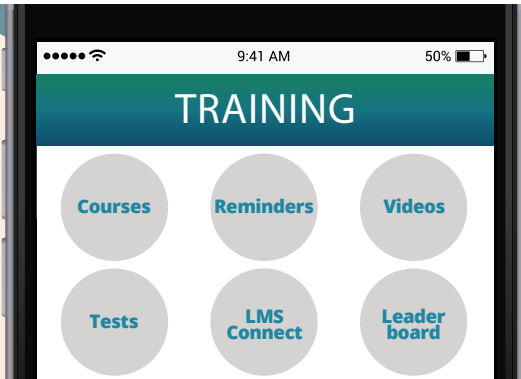 9:41 AM
50%
TRAINING
Courses
Reminders
Videos
Tests
LMS
Connect
Leader
board